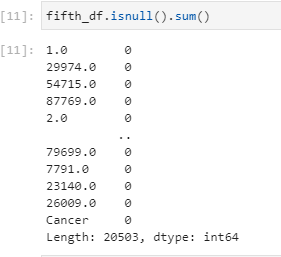 [11]: fifth_df.isnull().sum()
[11]: 1.0 0
29974.0 0
54715.0 0
87769.0 0
2.0 0
..
79699.0 0
7791.0 0
23140.0 0
26009.0 0
Cancer 0
Length: 20503, dtype: int64